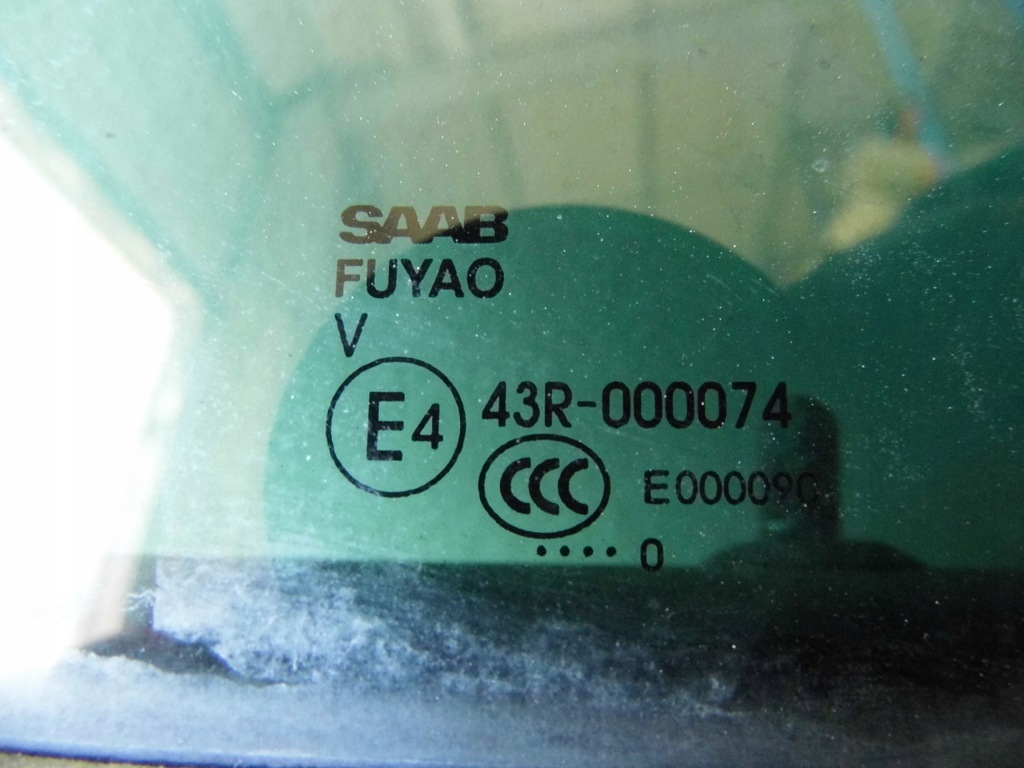 SAAB
FUYAO
V
E4 43R-000074
CCC E000090
.... 0